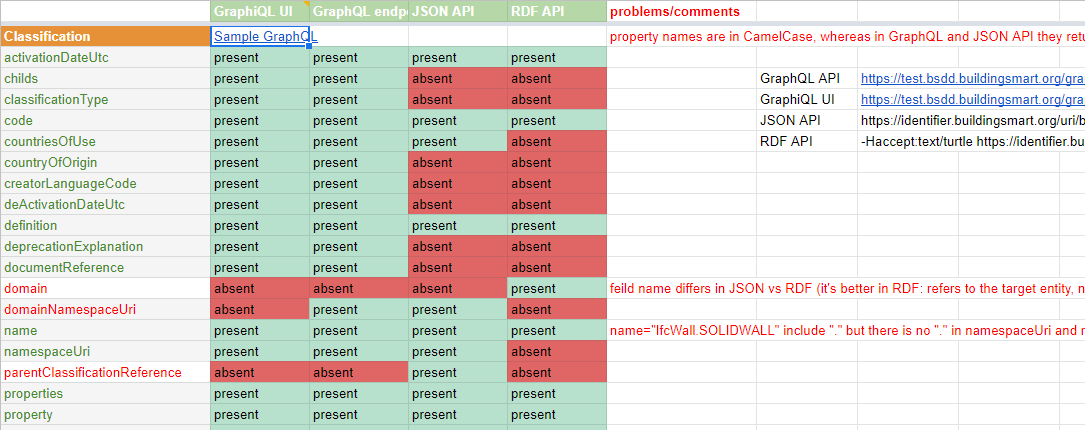 GraphiQL UI GraphQL endpo JSON API RDF API problems/comments
Classification Sample GraphQL property names are in CamelCase, whereas in GraphQL and JSON API they retu
activationDateUtc present present present present
childs present present absent absent GraphQL API https://test.bsdd.buildingsmart.org/gra
classificationType present present absent absent GraphiQL UI https://test.bsdd.buildingsmart.org/gra
code present present present present JSON API https://identifier.buildingsmart.org/uri/b
countriesOfUse present present present absent RDF API -Haccept:text/turtle https://identifier.bu
countryOfOrigin present present absent absent
creatorLanguageCode present present absent absent
deActivationDateUtc present present absent absent
definition present present present present
deprecationExplanation present present absent absent
documentReference present present absent absent
domain absent absent absent present feild name differs in JSON vs RDF (it's better in RDF: refers to the target entity, n
domainNamespaceUri absent present present absent
name present present present present name="IfcWall.SOLIDWALL" include "." but there is no "." in namespaceUri and r
namespaceUri present present present absent
parentClassificationReference absent absent present absent
properties present present present present
property present present present present